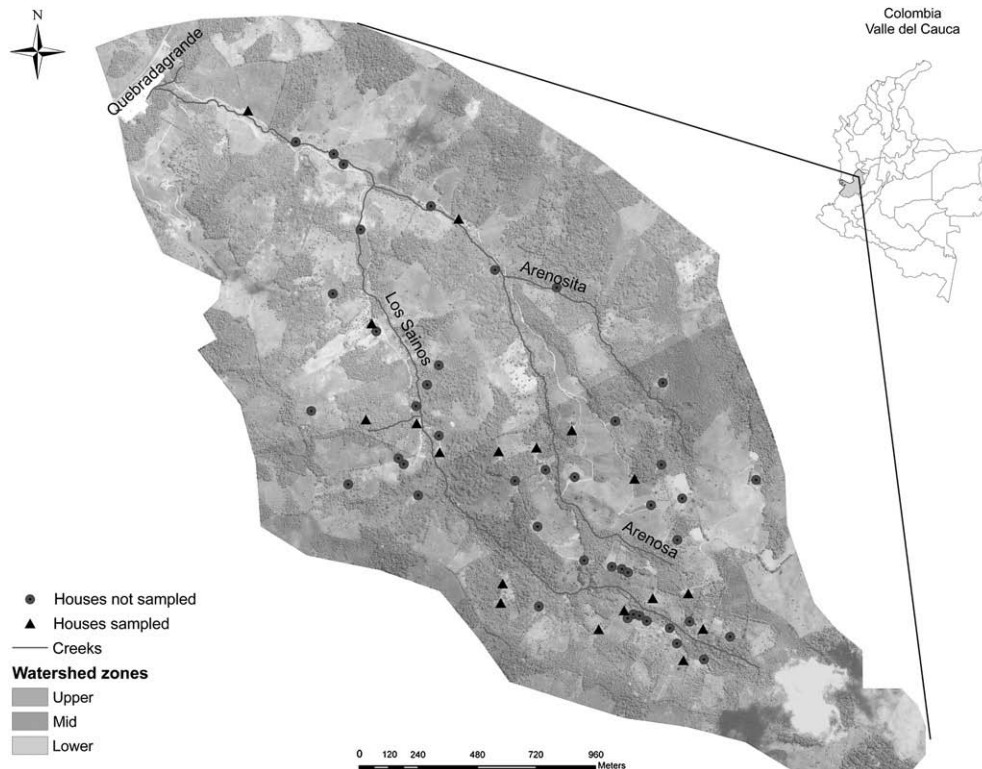 N
Colombia
Valle del Cauca
Quebradagrande
Arenosita
Los Sainos
Arenosa
Houses not sampled
Houses sampled
Creeks
Watershed zones
Upper
Mid
Lower
0 120 240 480 720 960
Meters